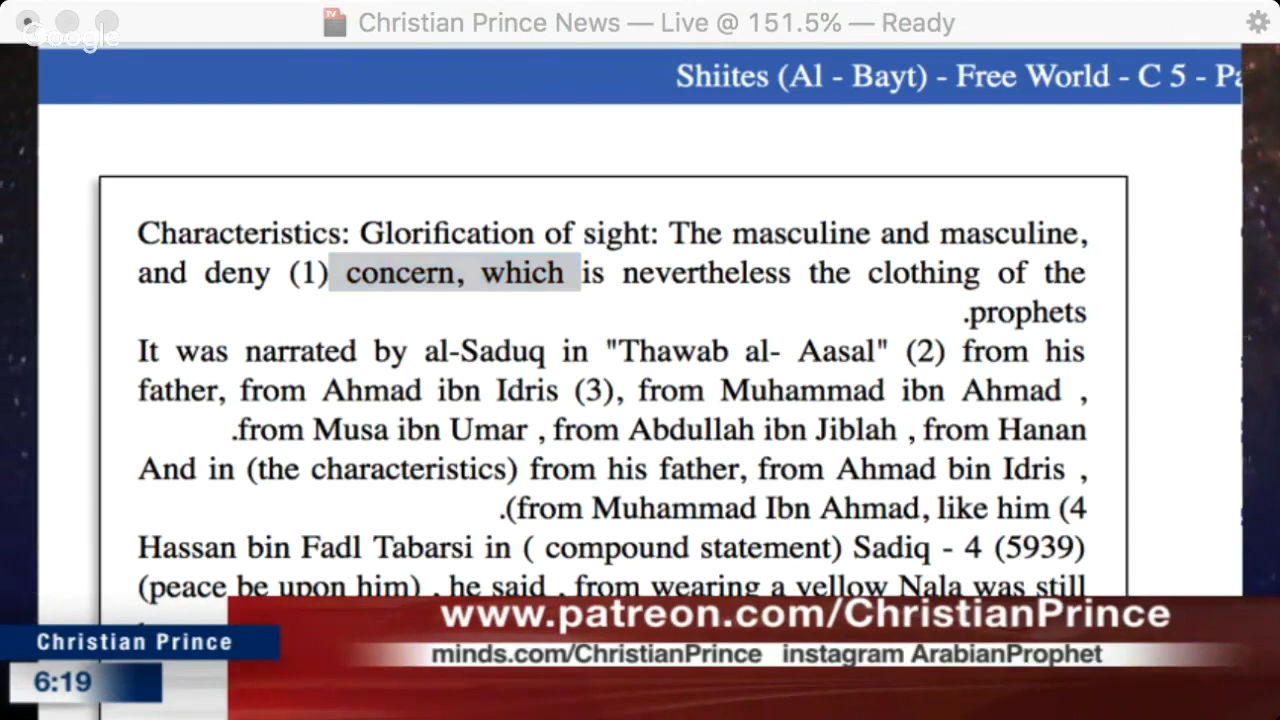 Christian Prince News — Live @ 151.5% — Ready
Google
Shiites (Al - Bayt) - Free World - C 5 -
Characteristics: Glorification of sight: The masculine and masculine,
and deny (1) concern, which is nevertheless the clothing of the
.prophets
It was narrated by al-Saduq in "Thawab al- Aasal" (2) from his
father, from Ahmad ibn Idris (3), from Muhammad ibn Ahmad ,
.from Musa ibn Umar , from Abdullah ibn Jiblah , from Hanan
And in (the characteristics) from his father, from Ahmad bin Idris ,
.(from Muhammad Ibn Ahmad, like him (4
Hassan bin Fadl Tabarsi in ( compound statement) Sadiq - 4 (5939)
(peace be upon him) , he said , from wearing a yellow Nala was still
www.patreon.com/ChristianPrince
Christian Prince
minds.com/ChristianPrince instagram ArabianProphet
6:19